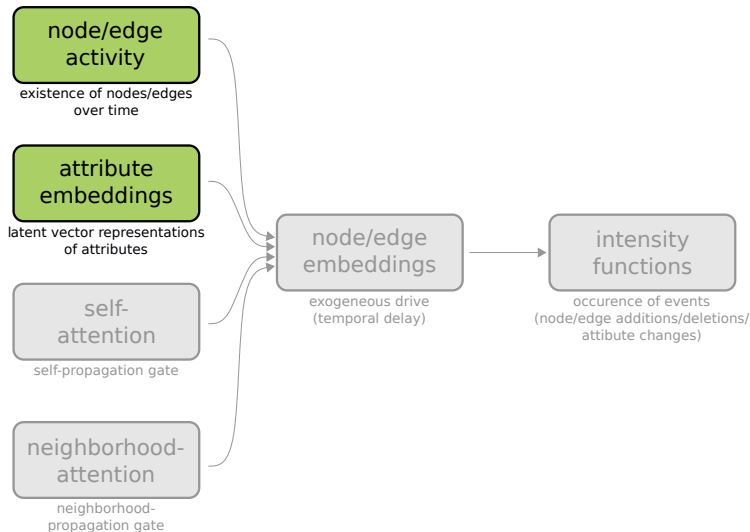 node/edge
activity
existence of nodes/edges
over time
attribute
embeddings
latent vector representations
of attributes
self-
attention
self-propagation gate
neighborhood-
attention
neighborhood-
propagation gate
node/edge
embeddings
exogeneous drive
(temporal delay)
intensity
functions
occurence of events
(node/edge additions/deletions/
attibute changes)